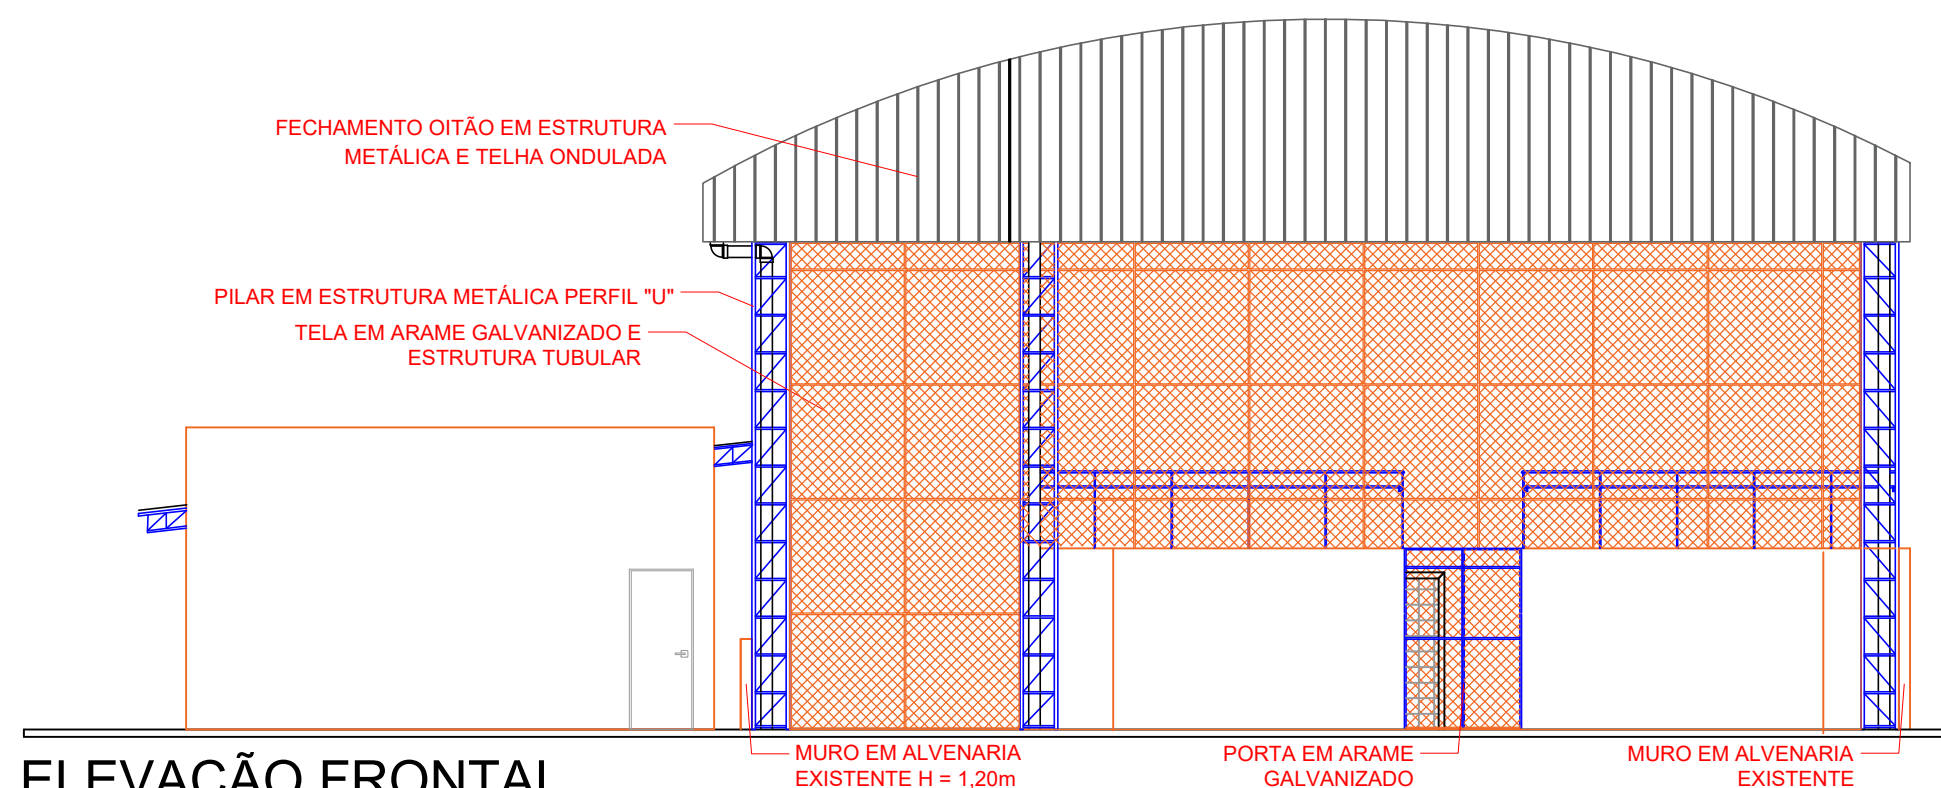 FECHAMENTO OITÃO EM ESTRUTURA
METÁLICA E TELHA ONDULADA
PILAR EM ESTRUTURA METÁLICA PERFIL "U"
TELA EM ARAME GALVANIZADO E
ESTRUTURA TUBULAR
MURO EM ALVENARIA
EXISTENTE H = 1,20m
PORTA EM ARAME
GALVANIZADO
MURO EM ALVENARIA
EXISTENTE
ELEVAÇÃO FRONTAL